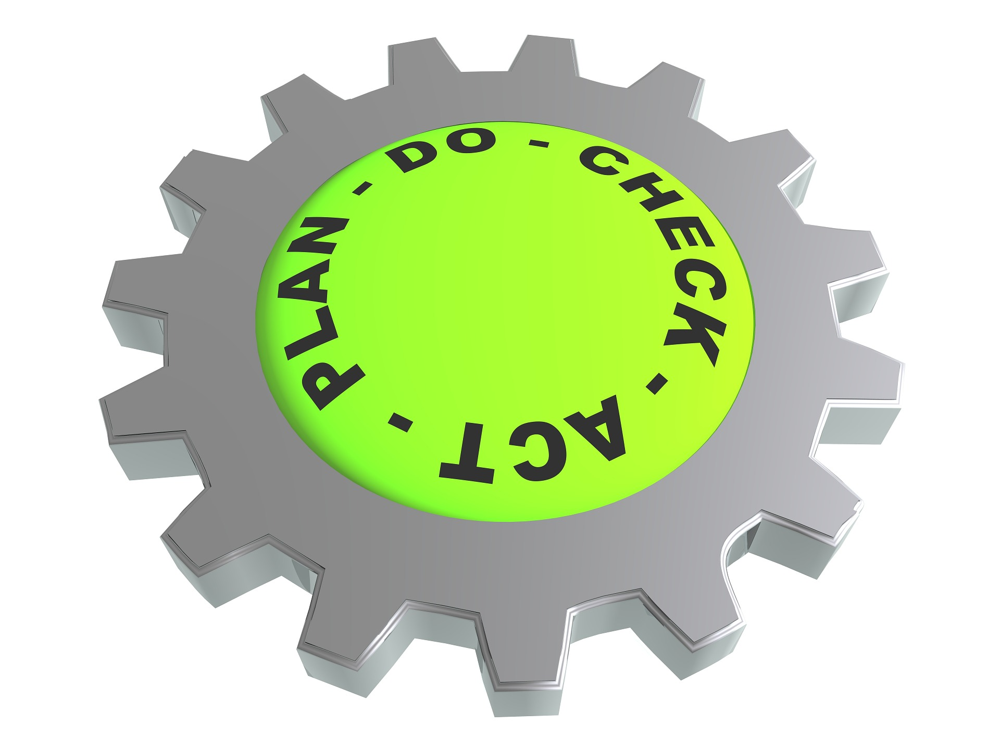 PLAN - DO - CHECK - ACT -